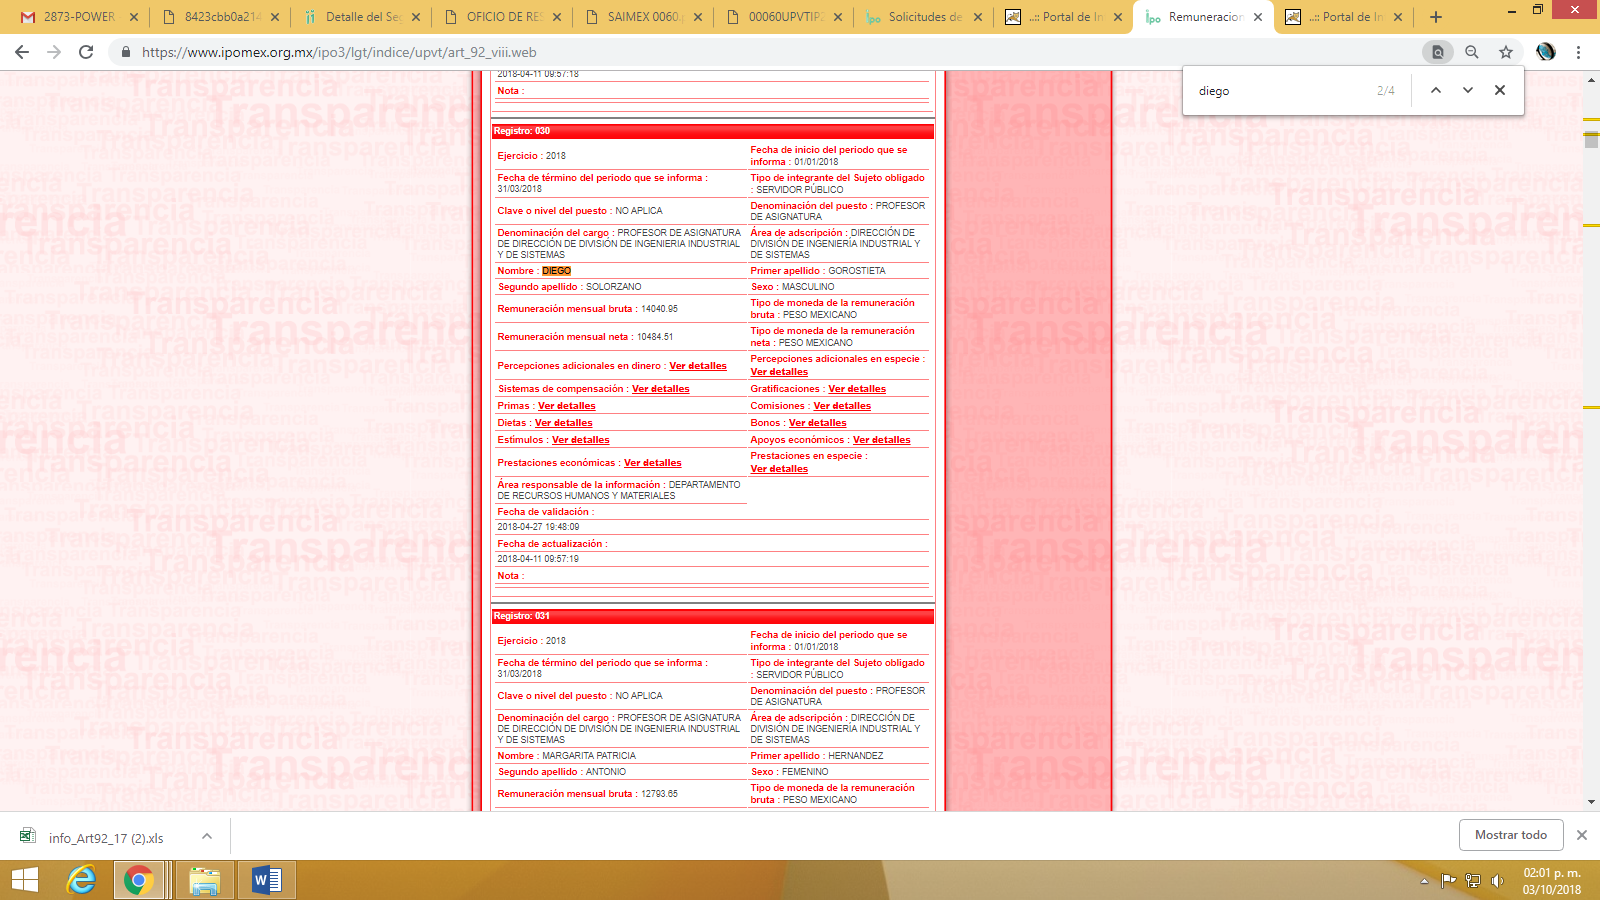 2873-POWER
8423cbb0a214
Detalle del Se
OFICIO DE RES
SAIMEX 0060.
00060UPVTIP2
Solicitudes de
..:: Portal de In
Remuneracion
..:: Portal de In
https://www.ipomex.org.mx/ipo3/lgt/indice/upvt/art_92_viii.web
diego
2/4
2018-04-11 09:57:18
Nota :
Registro: 030
Ejercicio : 2018
Fecha de inicio del periodo que se
informa : 01/01/2018
Fecha de término del periodo que se informa :
31/03/2018
Tipo de integrante del Sujeto obligado
: SERVIDOR PÚBLICO
Clave o nivel del puesto : NO APLICA
Denominación del puesto : PROFESOR
DE ASIGNATURA
Denominación del cargo : PROFESOR DE ASIGNATURA
DE DIRECCIÓN DE DIVISIÓN DE INGENIERIA INDUSTRIAL
Y DE SISTEMAS
Área de adscripción : DIRECCIÓN DE
DIVISIÓN DE INGENIERÍA INDUSTRIAL Y
DE SISTEMAS
Nombre : DIEGO
Primer apellido : GOROSTIETA
Segundo apellido : SOLORZANO
Sexo : MASCULINO
Remuneración mensual bruta : 14040.95
Tipo de moneda de la remuneración
bruta : PESO MEXICANO
Remuneración mensual neta : 10484.51
Tipo de moneda de la remuneración
neta : PESO MEXICANO
Percepciones adicionales en dinero : Ver detalles
Percepciones adicionales en especie :
Ver detalles
Sistemas de compensación : Ver detalles
Gratificaciones : Ver detalles
Primas : Ver detalles
Comisiones : Ver detalles
Dietas : Ver detalles
Bonos : Ver detalles
Estímulos : Ver detalles
Apoyos económicos : Ver detalles
Prestaciones económicas : Ver detalles
Prestaciones en especie :
Ver detalles
Área responsable de la información : DEPARTAMENTO
DE RECURSOS HUMANOS Y MATERIALES
Fecha de validación :
2018-04-27 19:48:09
Fecha de actualización :
2018-04-11 09:57:19
Nota :
Registro: 031
Ejercicio : 2018
Fecha de inicio del periodo que se
informa : 01/01/2018
Fecha de término del periodo que se informa :
31/03/2018
Tipo de integrante del Sujeto obligado
: SERVIDOR PÚBLICO
Clave o nivel del puesto : NO APLICA
Denominación del puesto : PROFESOR
DE ASIGNATURA
Denominación del cargo : PROFESOR DE ASIGNATURA
DE DIRECCIÓN DE DIVISIÓN DE INGENIERIA INDUSTRIAL
Y DE SISTEMAS
Área de adscripción : DIRECCIÓN DE
DIVISIÓN DE INGENIERÍA INDUSTRIAL Y
DE SISTEMAS
Nombre : MARGARITA PATRICIA
Primer apellido : HERNANDEZ
Segundo apellido : ANTONIO
Sexo : FEMENINO
Remuneración mensual bruta : 12793.65
Tipo de moneda de la remuneración
bruta : PESO MEXICANO
info_Art92_17 (2).xls
Mostrar todo
02:01 p. m.
03/10/2018